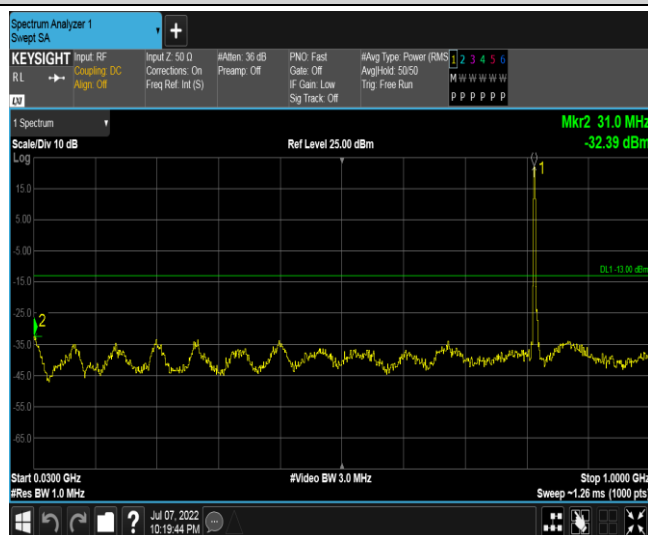 Spectrum Analyzer 1
Swept SA
+
KEYSIGHT Input: RF Input Z: 50 Ω #Atten: 36 dB PNO: Fast #Avg Type: Power (RMS 1 2 3 4 5 6
RL Coupling: DC Corrections: On Preamp: Off Gate: Off Avg|Hold: 50/50 M W W W W W
Align: Off Freq Ref: Int (S) IF Gain: Low Trig: Free Run
Sig Track: Off P P P P P P
LXI
1 Spectrum Mkr2 31.0 MHz
Scale/Div 10 dB Ref Level 25.00 dBm -32.39 dBm
Log
1
15.0
5.00
-5.00
DL1 -13.00 dBm
-15.0
-25.0
2
-35.0
-45.0
-55.0
-65.0
Start 0.0300 GHz #Video BW 3.0 MHz Stop 1.0000 GHz
#Res BW 1.0 MHz Sweep ~1.26 ms (1000 pts)
? Jul 07, 2022
10:19:44 PM